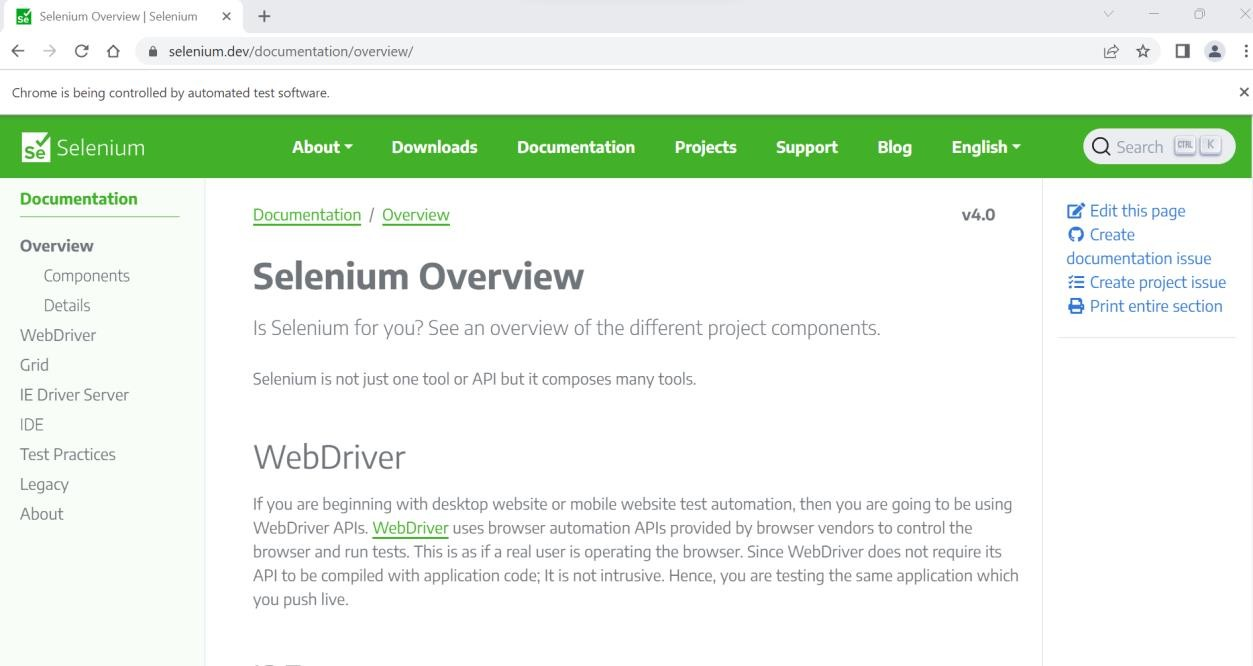 Selenium Overview | Selenium
selenium.dev/documentation/overview/
Chrome is being controlled by automated test software.
Se Selenium
About
Downloads
Documentation
Projects
Support
Blog
English
Search CTRL K
Documentation
Overview
Components
Details
WebDriver
Grid
IE Driver Server
IDE
Test Practices
Legacy
About
Documentation / Overview
v4.0
Selenium Overview
Is Selenium for you? See an overview of the different project components.
Selenium is not just one tool or API but it composes many tools.
WebDriver
If you are beginning with desktop website or mobile website test automation, then you are going to be using
WebDriver APIs. WebDriver uses browser automation APIs provided by browser vendors to control the
browser and run tests. This is as if a real user is operating the browser. Since WebDriver does not require its
API to be compiled with application code; It is not intrusive. Hence, you are testing the same application which
you push live.
Edit this page
Create
documentation issue
Create project issue
Print entire section